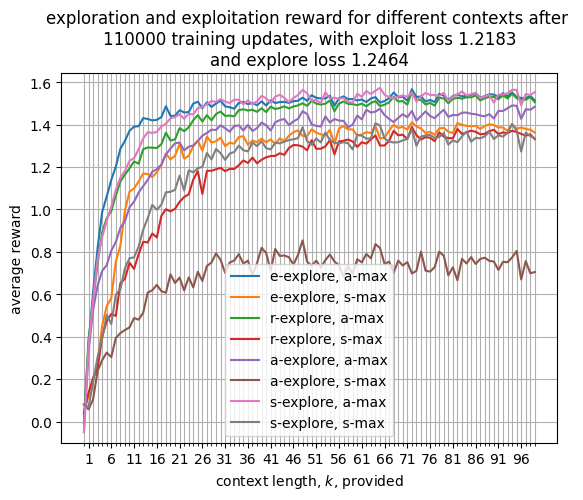 exploration and exploitation reward for different contexts after
110000 training updates, with exploit loss 1.2183
and explore loss 1.2464
1.6
1.4
1.2
1.0
0.8
0.6
0.4
0.2
0.0
average reward
e-explore, a-max
e-explore, s-max
r-explore, a-max
r-explore, s-max
a-explore, a-max
a-explore, s-max
s-explore, a-max
s-explore, s-max
1 6 11 16 21 26 31 36 41 46 51 56 61 66 71 76 81 86 91 96
context length, k, provided